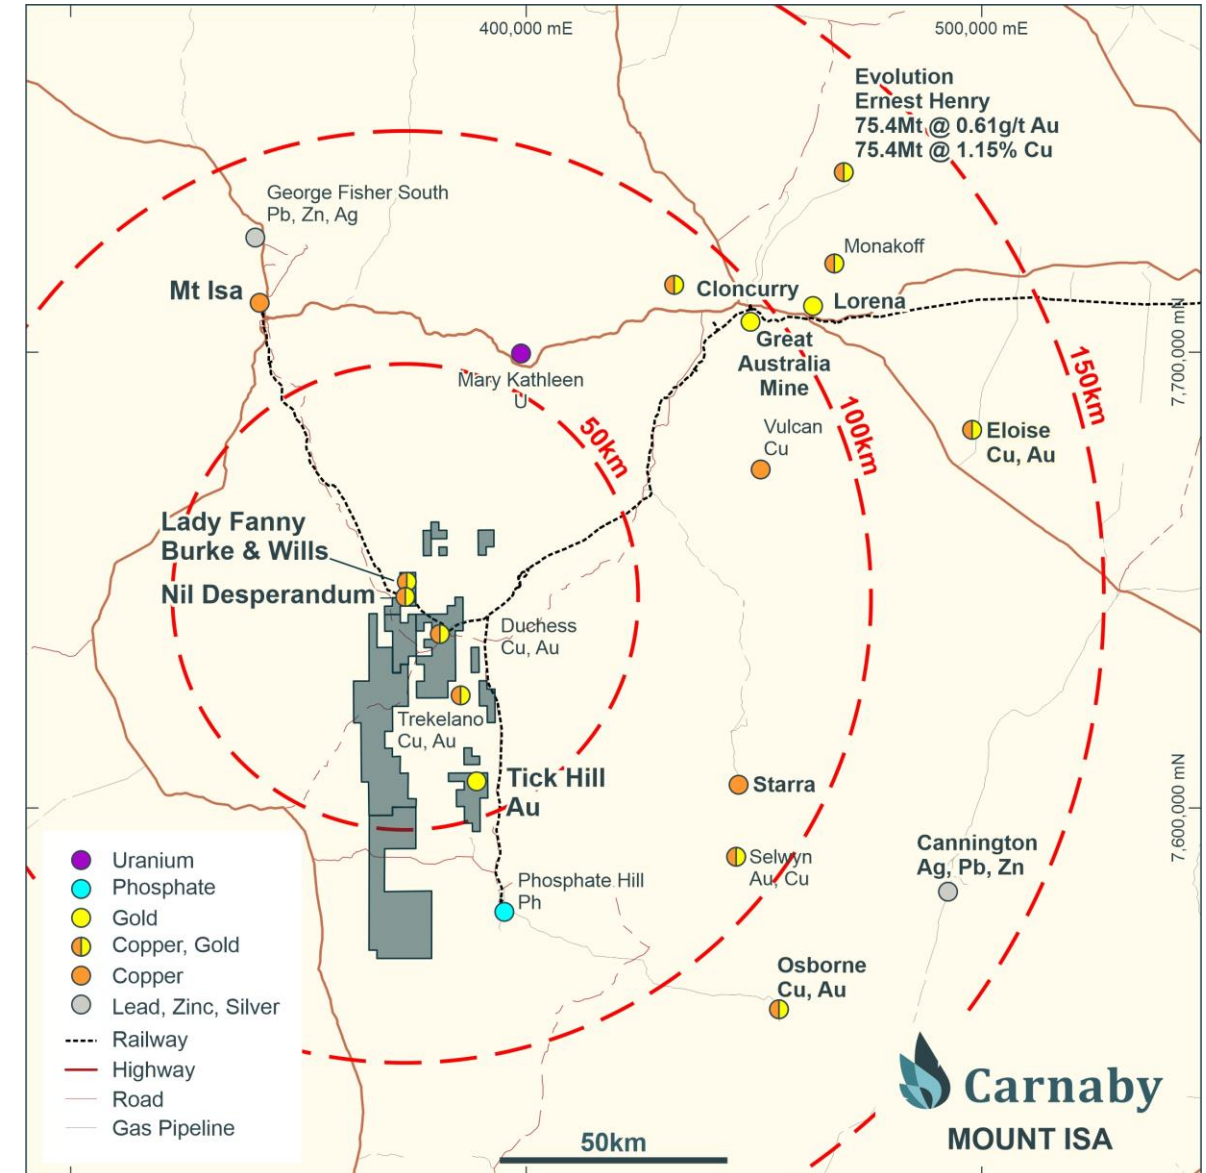 400,000 mE
500,000 mE
Evolution
Ernest Henry
75.4Mt @ 0.61g/t Au
75.4Mt @ 1.15% Cu
George Fisher South
Pb, Zn, Ag
Monakoff
Mt Isa
Cloncurry
Lorena
Great
Australia
Mine
7,700,000 mN
Mary Kathleen
U
50km
100km
150km
Vulcan
Cu
Eloise
Cu, Au
Lady Fanny
Burke & Wills
Nil Desperandum
Duchess
Cu, Au
Trekelano
Cu, Au
Tick Hill
Au
Starra
7,600,000 mN
Selwyn
Au, Cu
Cannington
Ag, Pb, Zn
Phosphate Hill
Ph
Osborne
Cu, Au
Uranium
Phosphate
Gold
Copper, Gold
Copper
Lead, Zinc, Silver
Railway
Highway
Road
Gas Pipeline
50km
Carnaby
MOUNT ISA